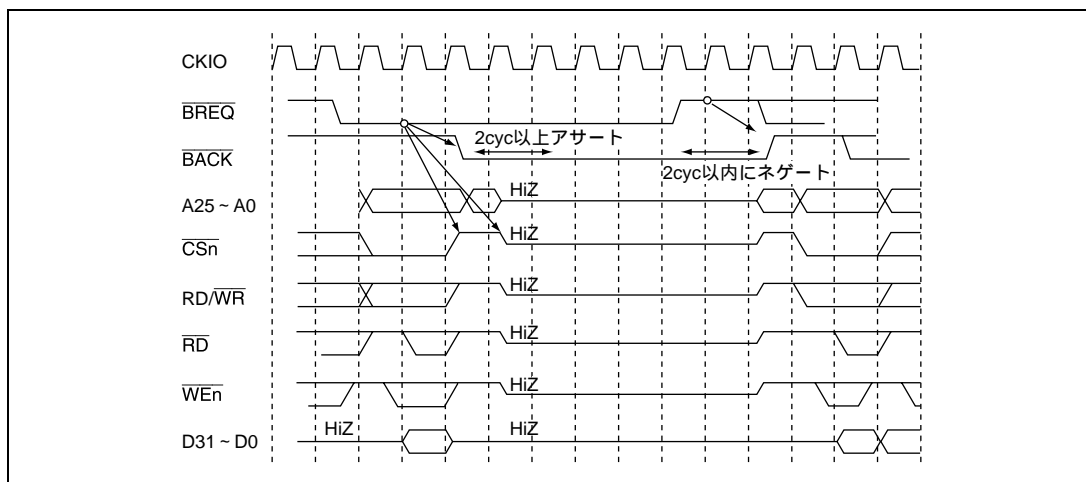 CKIO
BREQ
2cyc以上アサート
BACK
2cyc以内にネゲート
HiZ
A25 ~ A0
HiZ
CSn
HiZ
RD/WR
HiZ
RD
HiZ
WEn
HiZ
HiZ
D31 ~ D0